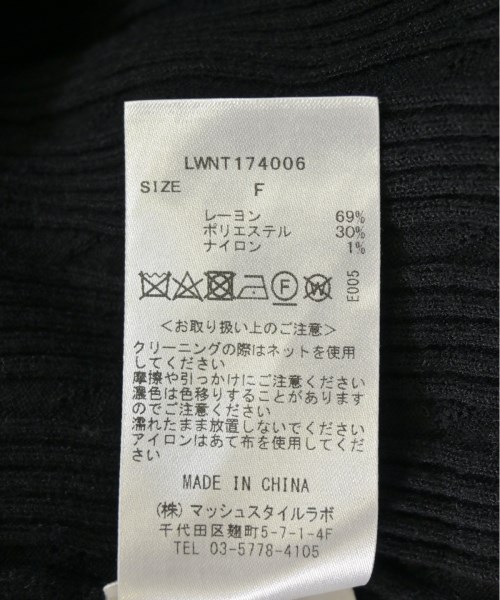 LWNT174006
SIZE F
レーヨン 69%
ポリエステル 30%
ナイロン 1%
F W E005
<お取り扱い上のご注意>
クリーニングの際はネットを使用
してください
摩擦や引っかけにご注意ください
濃色は色移りすることがあります
のでご注意ください
濡れたまま放置しないでください
アイロンはあて布を使用してくだ
さい
MADE IN CHINA
(株)マッシュスタイルラボ
千代田区麹町5-7-1-4F
TEL 03-5778-4105